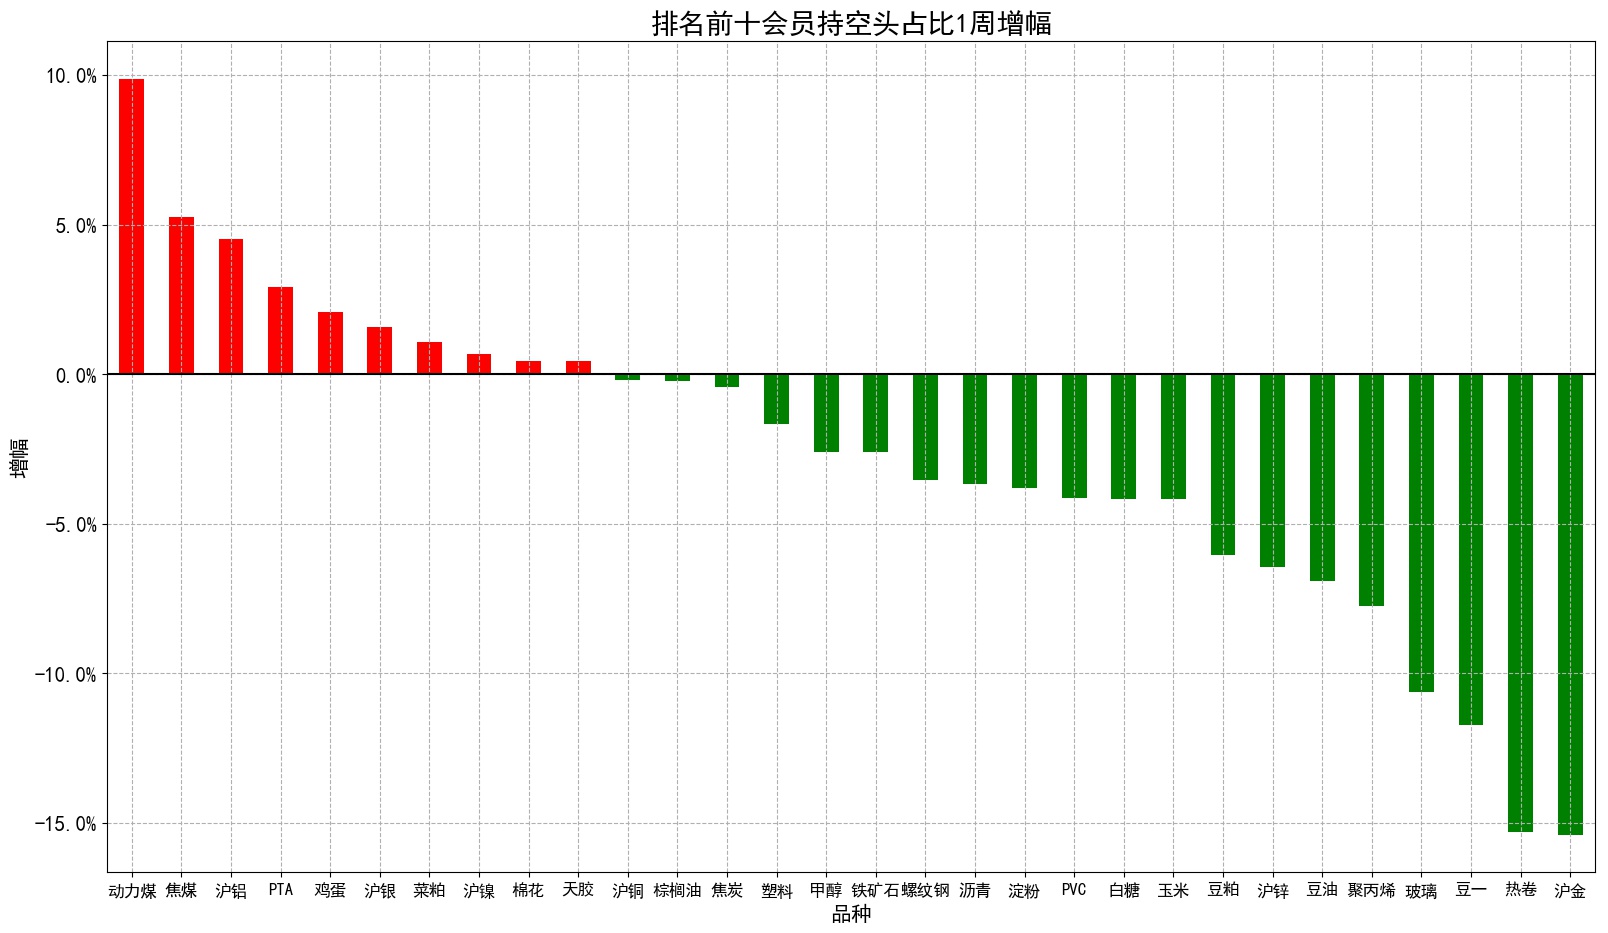 排名前十会员持空头占比1周增幅
10.0%
5.0%
0.0%
-5.0%
-10.0%
-15.0%
增幅
动力煤 焦煤 沪铝 PTA 鸡蛋 沪银 菜粕 沪镍 棉花 天胶 沪铜 棕榈油 焦炭 塑料 甲醇 铁矿石 螺纹钢 沥青 淀粉 PVC 白糖 玉米 豆粕 沪锌 豆油 聚丙烯 玻璃 豆一 热卷 沪金
品种